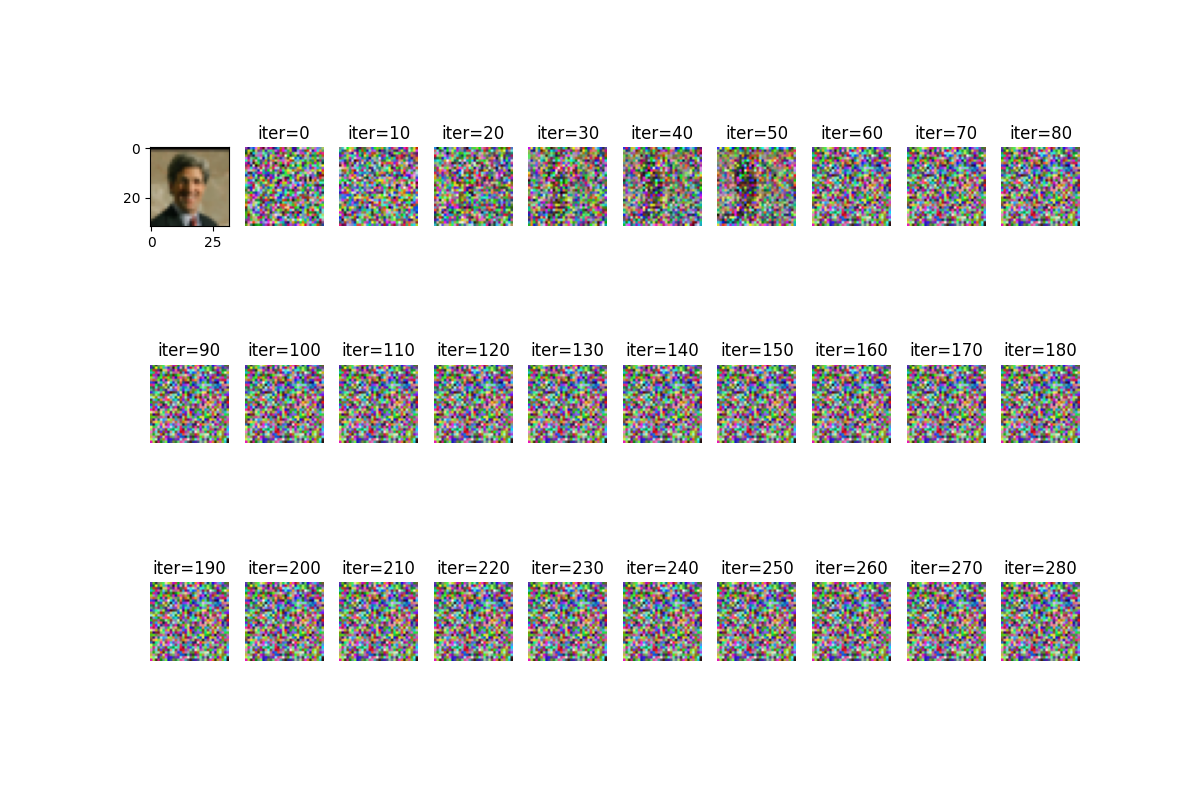 iter=0 iter=10 iter=20 iter=30 iter=40 iter=50 iter=60 iter=70 iter=80
0
20
0 25
iter=90 iter=100 iter=110 iter=120 iter=130 iter=140 iter=150 iter=160 iter=170 iter=180
iter=190 iter=200 iter=210 iter=220 iter=230 iter=240 iter=250 iter=260 iter=270 iter=280